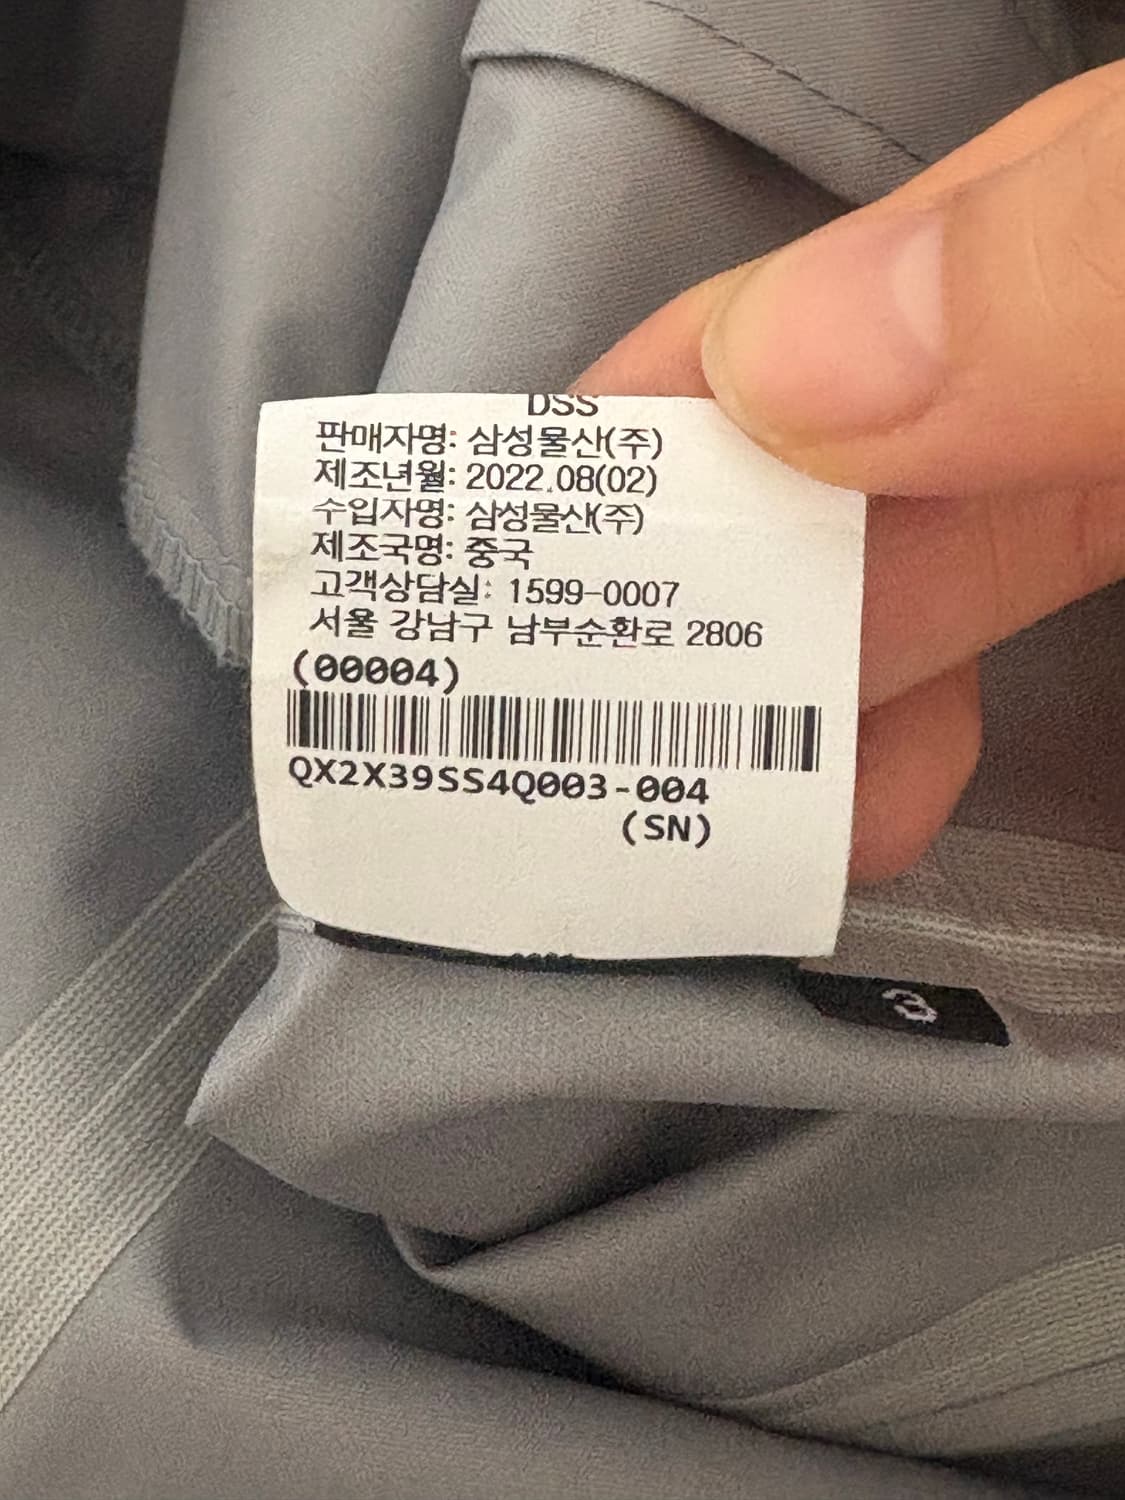 DSS
판매자명: 삼성물산(주)
제조년월: 2022.08(02)
수입자명: 삼성물산(주)
제조국명: 중국
고객상담실: 1599-0007
서울 강남구 남부순환로 2806
(00004)
QX2X39SS4Q003-004
(SN)
3